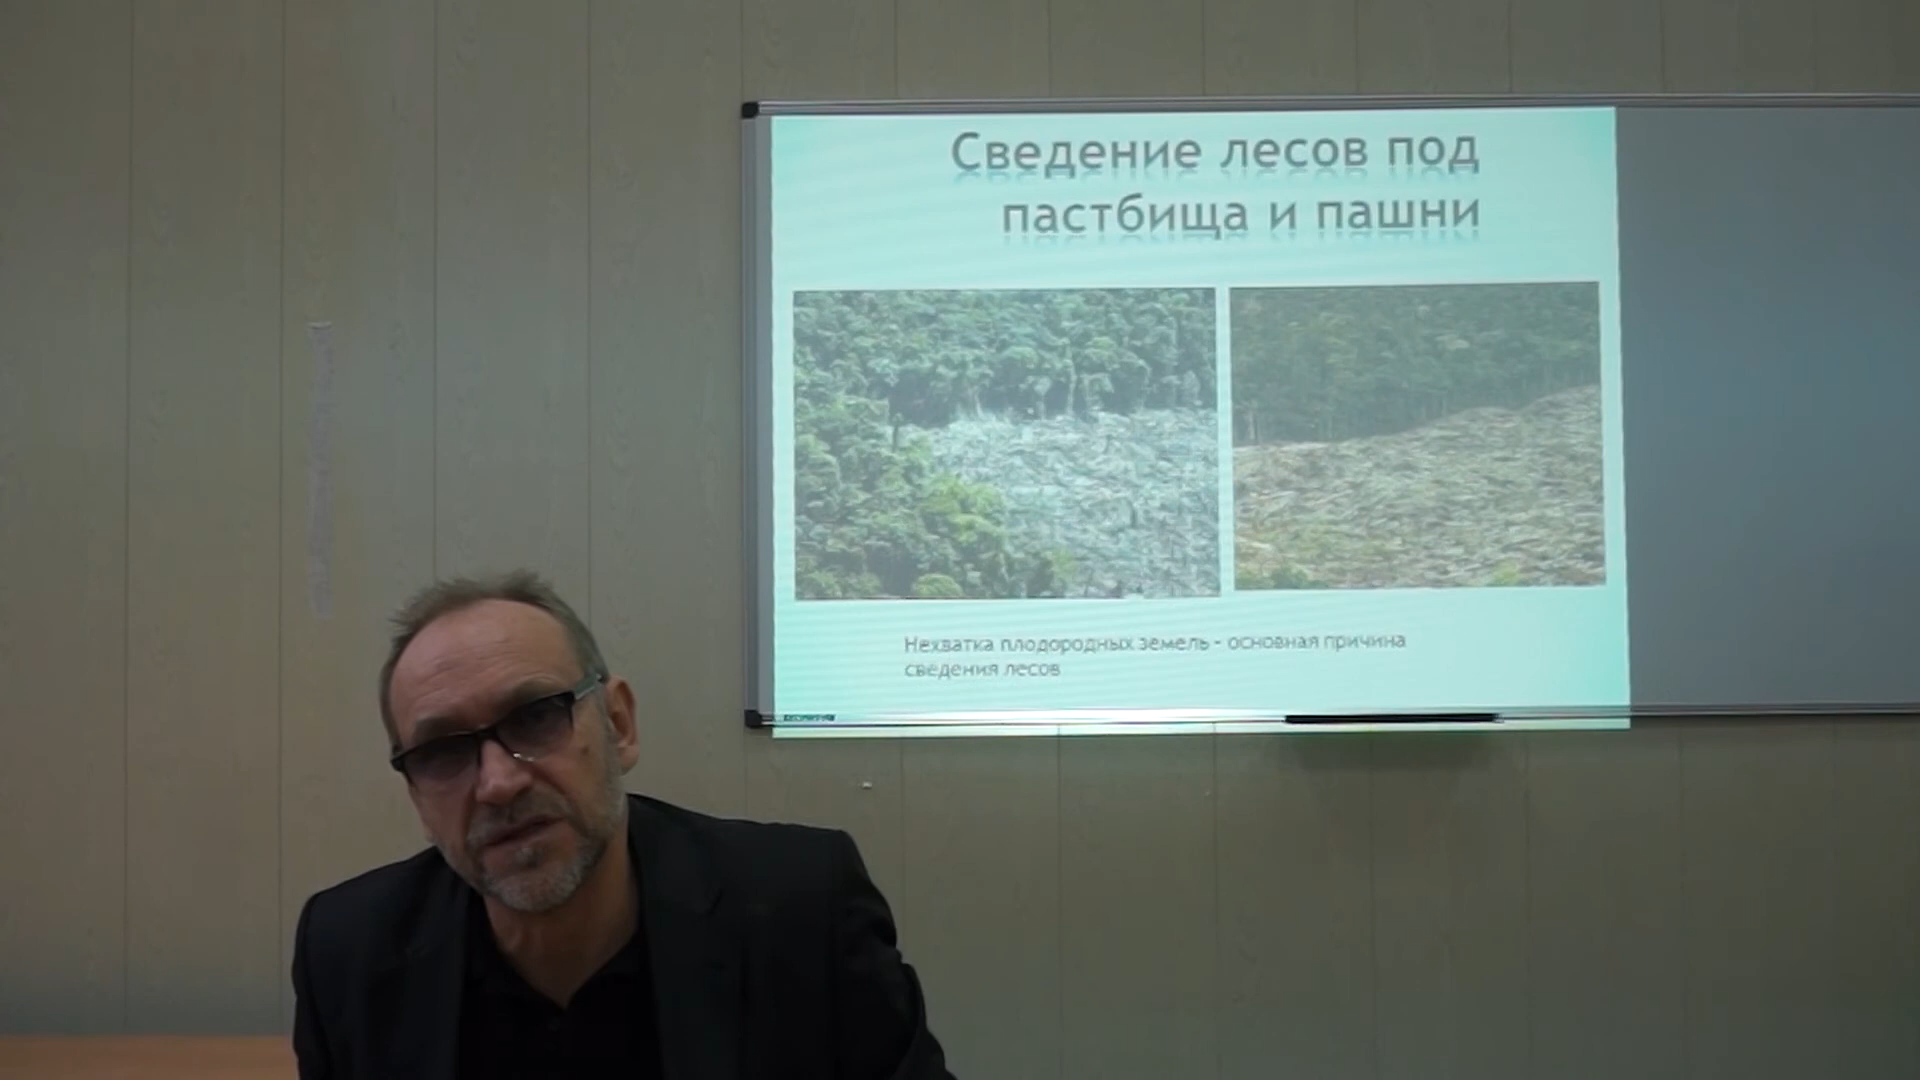 Сведение лесов под
пастбища и пашни
Нехватка плодородных земель - основная причина
сведения лесов